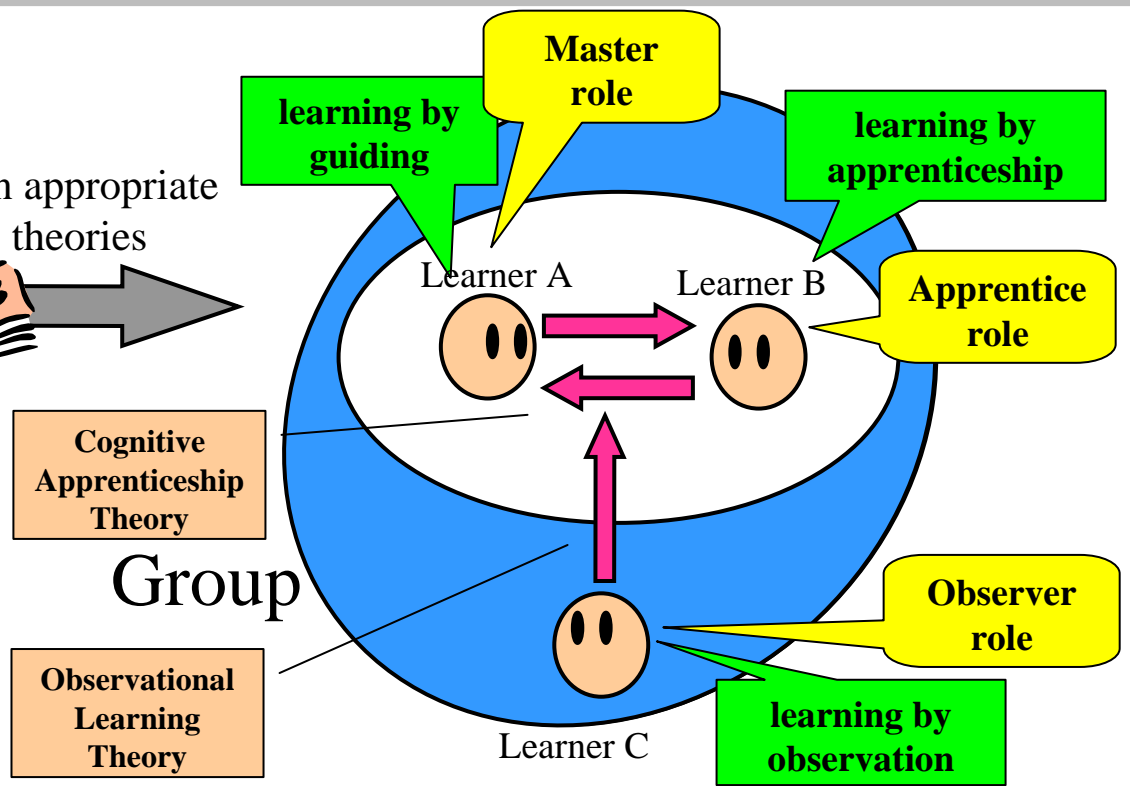 Master
role
learning by
guiding
learning by
apprenticeship
appropriate
theories
Learner A
Learner B
Apprentice
role
Cognitive
Apprenticeship
Theory
Group
Observer
role
Observational
Learning
Theory
learning by
observation
Learner C